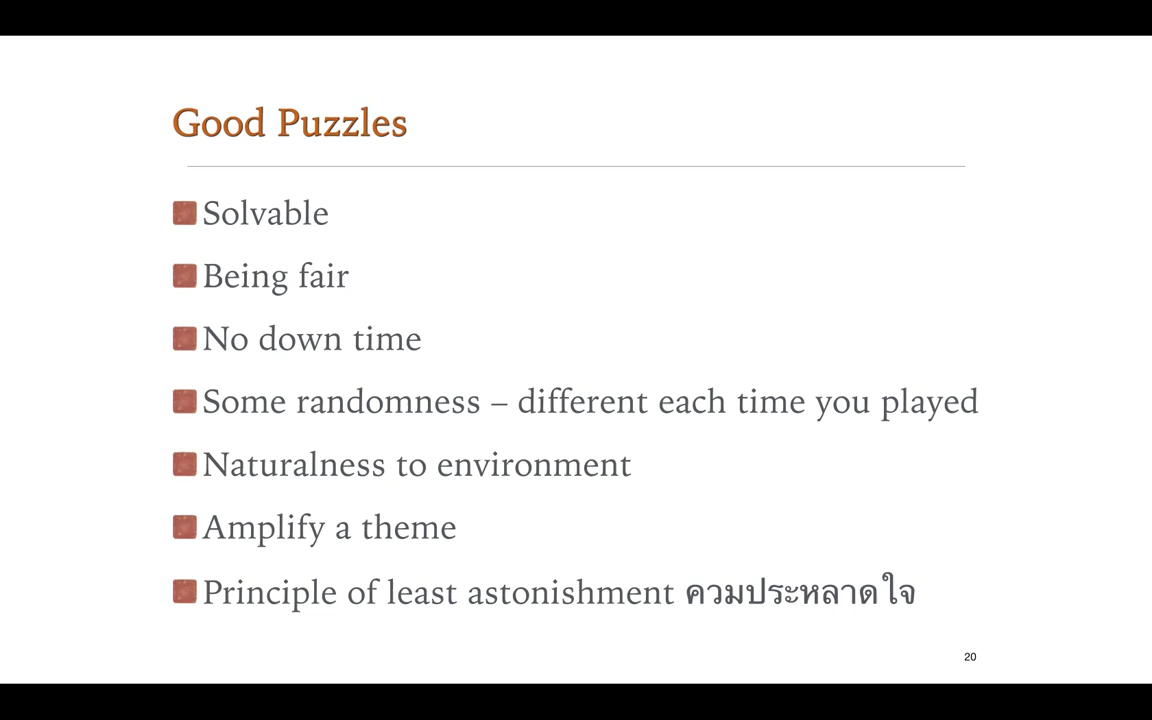 Good Puzzles
Solvable
Being fair
No down time
Some randomness – different each time you played
Naturalness to environment
Amplify a theme
Principle of least astonishment ควมประหลาดใจ
20